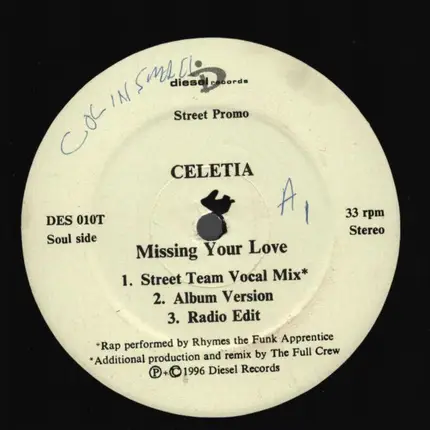 COLIN SMALL
diesel records
Street Promo
CELETIA
A1
DES 010T
Soul side
33 rpm
Stereo
Missing Your Love
1. Street Team Vocal Mix*
2. Album Version
3. Radio Edit
*Rap performed by Rhymes the Funk Apprentice
*Additional production and remix by The Full Crew
Ⓟ+© 1996 Diesel Records